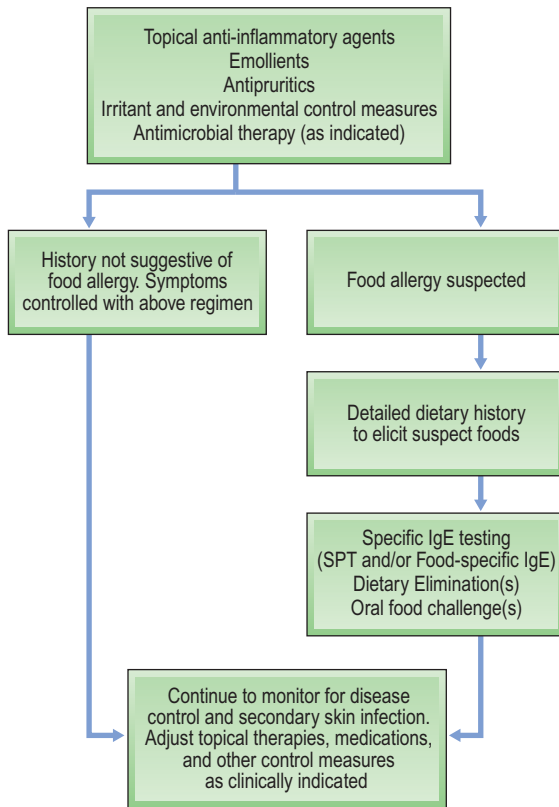 Topical anti-inflammatory agents
Emollients
Antipruritics
Irritant and environmental control measures
Antimicrobial therapy (as indicated)
History not suggestive of
food allergy. Symptoms
controlled with above regimen
Food allergy suspected
Detailed dietary history
to elicit suspect foods
Specific IgE testing
(SPT and/or Food-specific IgE)
Dietary Elimination(s)
Oral food challenge(s)
Continue to monitor for disease
control and secondary skin infection.
Adjust topical therapies, medications,
and other control measures
as clinically indicated